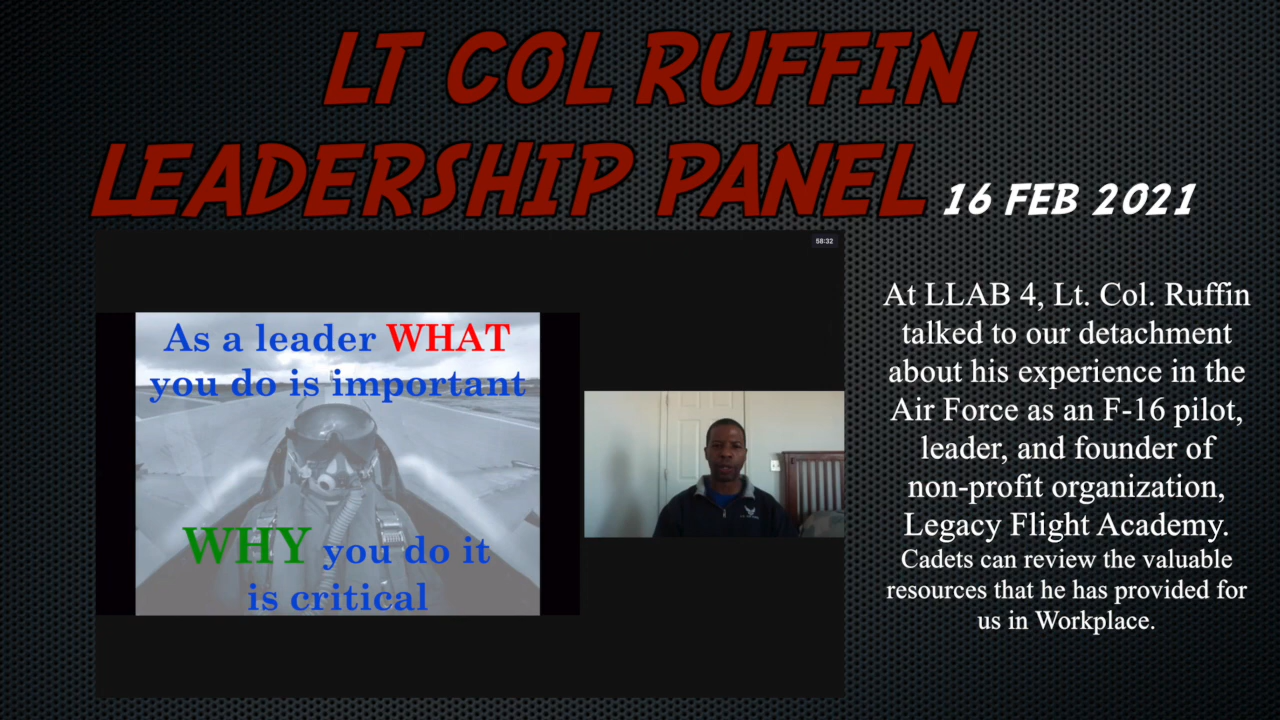 LT COL RUFFIN
LEADERSHIP PANEL
16 FEB 2021
58:32
As a leader WHAT
you do is important
WHY you do it
is critical
At LLAB 4, Lt. Col. Ruffin
talked to our detachment
about his experience in the
Air Force as an F-16 pilot,
leader, and founder of
non-profit organization,
Legacy Flight Academy.
Cadets can review the valuable
resources that he has provided for
us in Workplace.